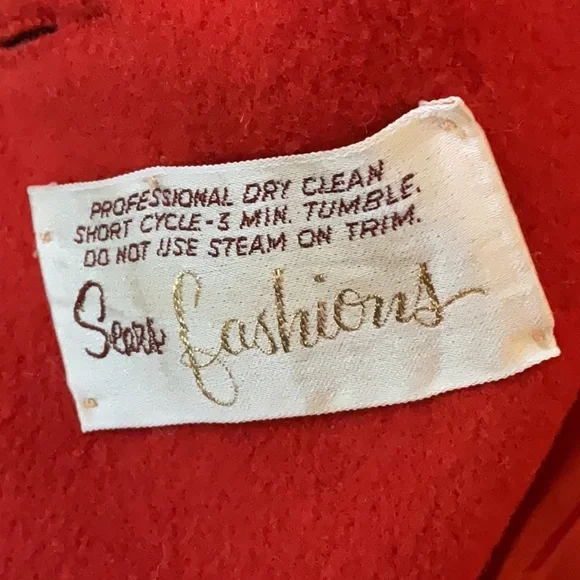 PROFESSIONAL DRY CLEAN
SHORT CYCLE-3 MIN. TUMBLE.
DO NOT USE STEAM ON TRIM.
Sears fashions